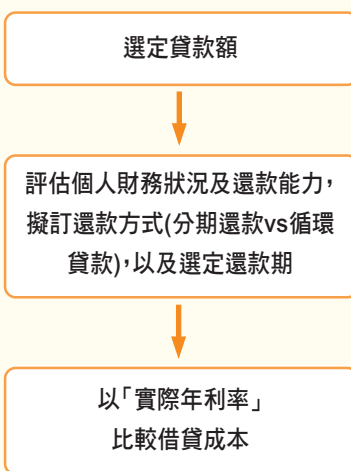 選定貸款額
評估個人財務狀況及還款能力，
擬訂還款方式(分期還款vs循環
貸款)，以及選定還款期
以「實際年利率」
比較借貸成本